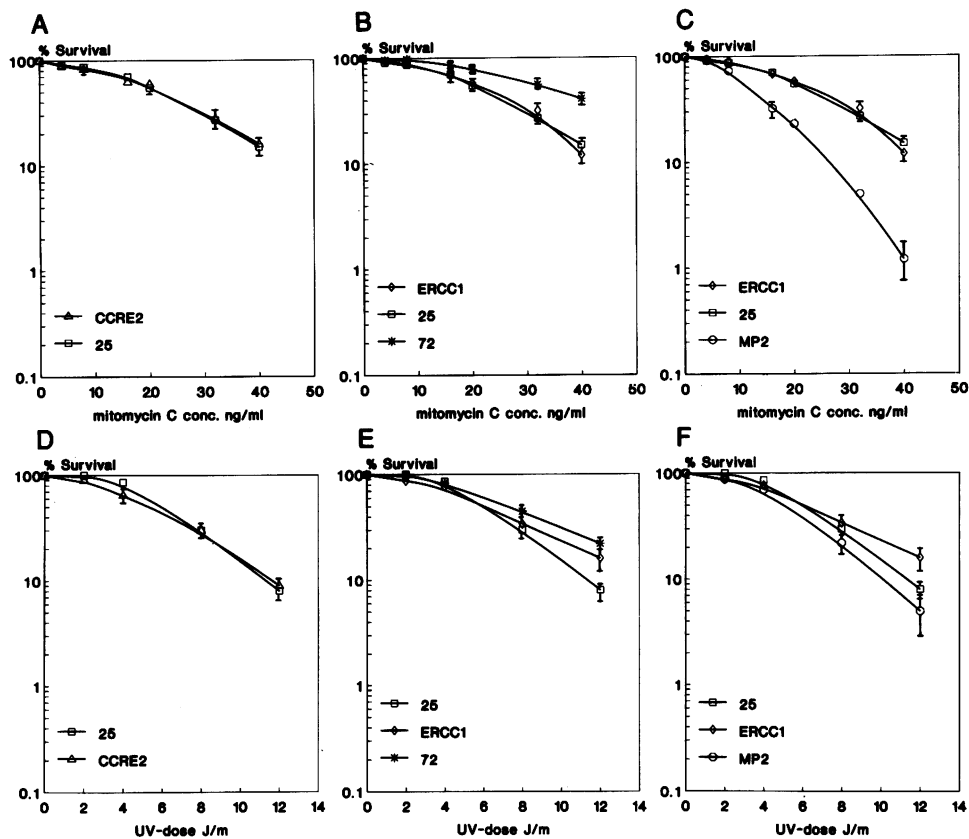 A
% Survival
100
10
1
0.1
CCRE2
25
0 10 20 30 40 50
mitomycin C conc. ng/ml
B
% Survival
100
10
1
0.1
ERCC1
25
72
0 10 20 30 40 50
mitomycin C conc. ng/ml
C
% Survival
100
10
1
0.1
ERCC1
25
MP2
0 10 20 30 40 50
mitomycin C conc. ng/ml
D
% Survival
100
10
1
0.1
25
CCRE2
0 2 4 6 8 10 12 14
UV-dose J/m
E
% Survival
100
10
1
0.1
25
ERCC1
72
0 2 4 6 8 10 12 14
UV-dose J/m
F
% Survival
100
10
1
0.1
25
ERCC1
MP2
0 2 4 6 8 10 12 14
UV-dose J/m